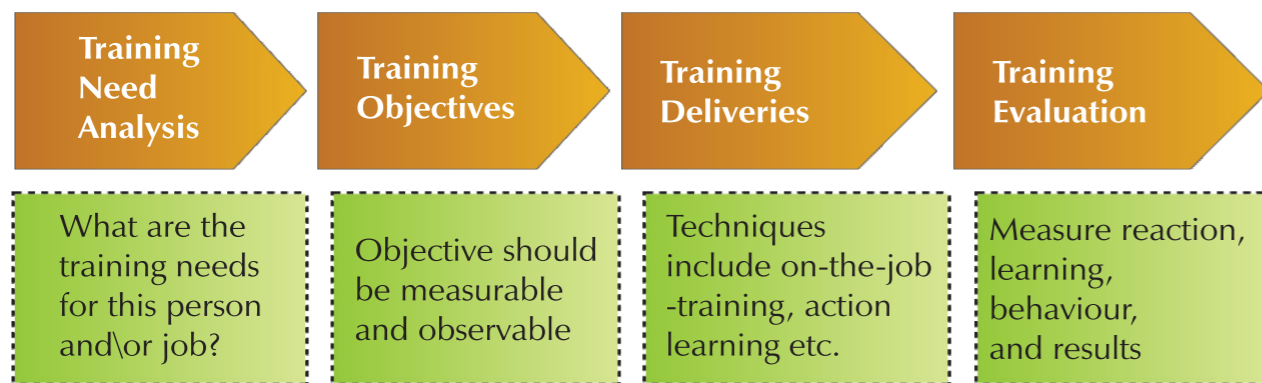 Training
Need
Analysis
Training
Objectives
Training
Deliveries
Training
Evaluation
What are the
training needs
for this person
and\or job?
Objective should
be measurable
and observable
Techniques
include on-the-job
-training, action
learning etc.
Measure reaction,
learning,
behaviour,
and results